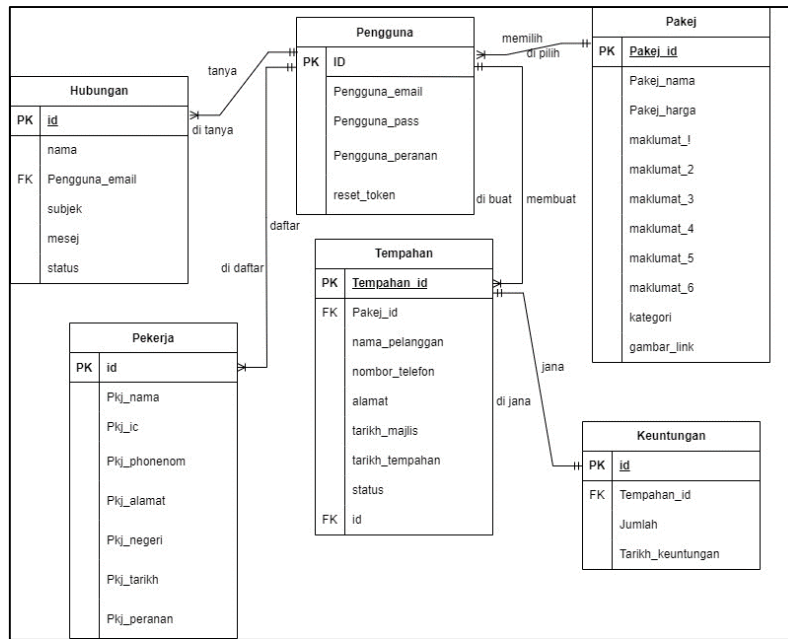 Pengguna
PK ID
Pengguna_email
Pengguna_pass
Pengguna_peranan
reset_token
Pakej
PK Pakej_id
Pakej_nama
Pakej_harga
maklumat_!
maklumat_2
maklumat_3
maklumat_4
maklumat_5
maklumat_6
kategori
gambar_link
memilih
di pilih
tanya
di tanya
Hubungan
PK id
nama
FK Pengguna_email
subjek
mesej
status
daftar
di daftar
di buat
membuat
Tempahan
PK Tempahan_id
FK Pakej_id
nama_pelanggan
nombor_telefon
alamat
tarikh_majlis
tarikh_tempahan
status
FK id
Pekerja
PK id
Pkj_nama
Pkj_ic
Pkj_phonenom
Pkj_alamat
Pkj_negeri
Pkj_tarikh
Pkj_peranan
jana
di jana
Keuntungan
PK id
FK Tempahan_id
Jumlah
Tarikh_keuntungan